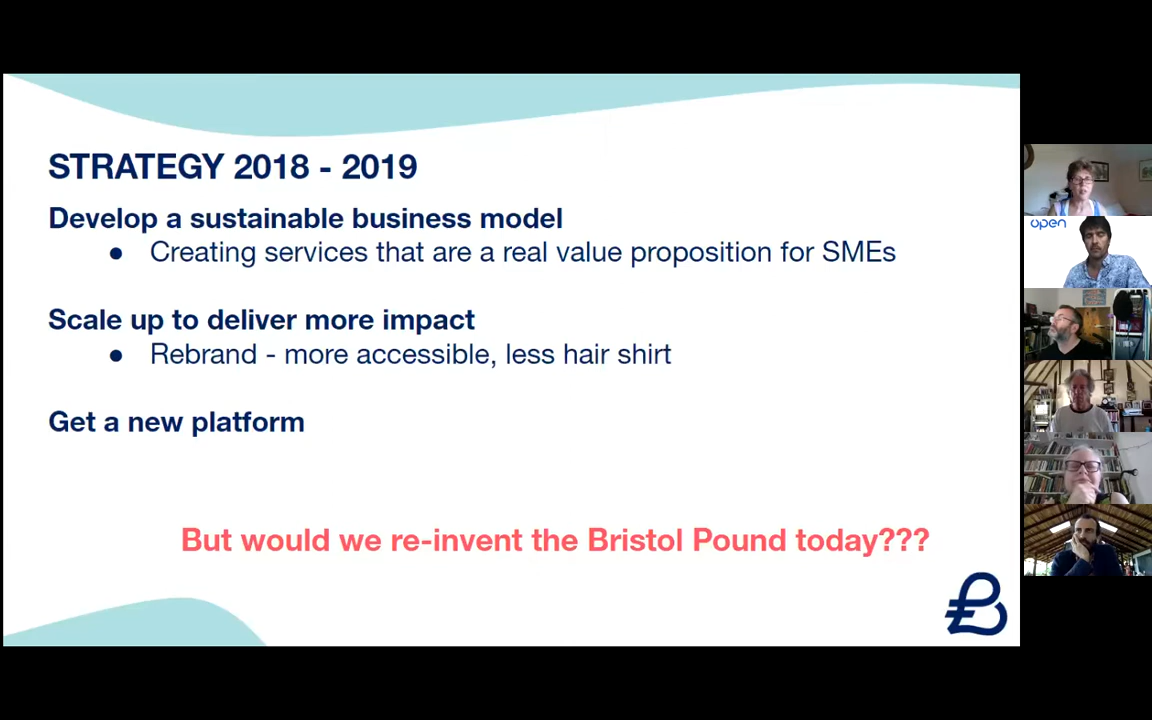 STRATEGY 2018 - 2019
Develop a sustainable business model
● Creating services that are a real value proposition for SMEs
Scale up to deliver more impact
● Rebrand - more accessible, less hair shirt
Get a new platform
But would we re-invent the Bristol Pound today???
open